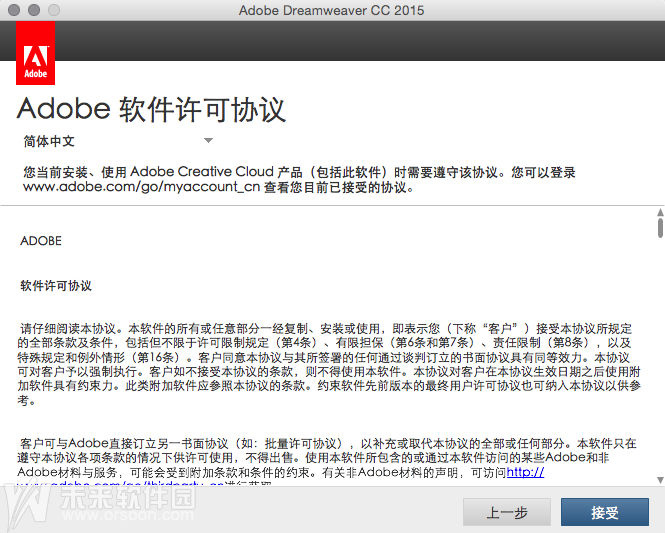 Adobe Dreamweaver CC 2015
Adobe
Adobe 软件许可协议
简体中文
您当前安装、使用 Adobe Creative Cloud 产品（包括此软件）时需要遵守该协议。您可以登录
www.adobe.com/go/myaccount_cn 查看您目前已接受的协议。
ADOBE
软件许可协议
请仔细阅读本协议。本软件的所有或任意部分一经复制、安装或使用，即表示您（下称“客户”）接受本协议所规定
的全部条款及条件，包括但不限于许可限制规定（第4条）、有限担保（第6条和第7条）、责任限制（第8条），以及
特殊规定和例外情形（第16条）。客户同意本协议与其所签署的任何通过谈判订立的书面协议具有同等效力。本协议
可对客户予以强制执行。客户如不接受本协议的条款，则不得使用本软件。本协议对客户在本协议生效日期之后使用附
加软件具有约束力。此类附加软件应参照本协议的条款。约束软件先前版本的最终用户许可协议也可纳入本协议以供参
考。
客户可与Adobe直接订立另一书面协议（如：批量许可协议），以补充或取代本协议的全部或任何部分。本软件只在
遵守本协议各项条款的情况下供许可使用，不得出售。使用本软件所包含的或通过本软件访问的某些Adobe和非
Adobe材料与服务，可能会受到附加条款和条件的约束。有关非Adobe材料的声明，可访问http://
www.adobe.com/go/thirdparty_cn进行获取
未来软件园
www.orsoon.com
上一步
接受